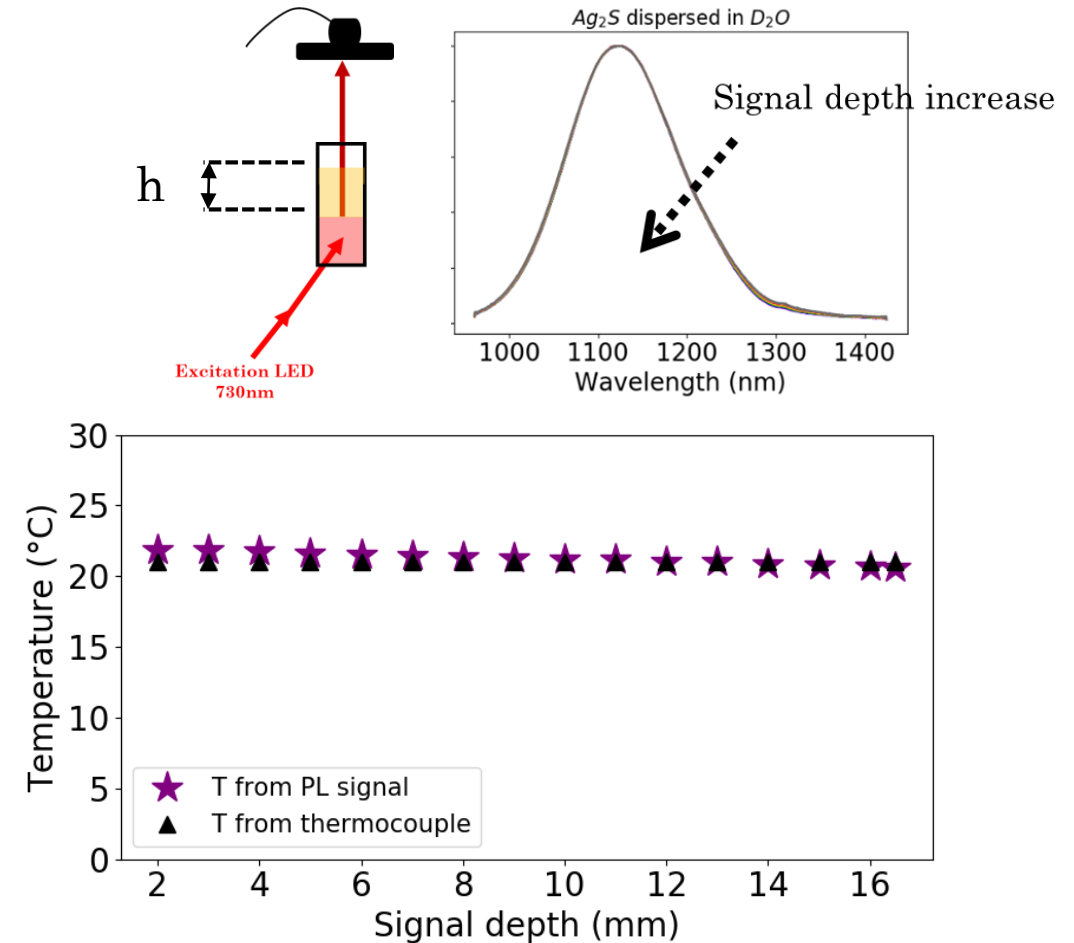 h
Excitation LED
730nm
Ag₂S dispersed in D₂O
Signal depth increase
1000 1100 1200 1300 1400
Wavelength (nm)
30
25
20
15
10
5
0
Temperature (°C)
T from PL signal
T from thermocouple
2 4 6 8 10 12 14 16
Signal depth (mm)